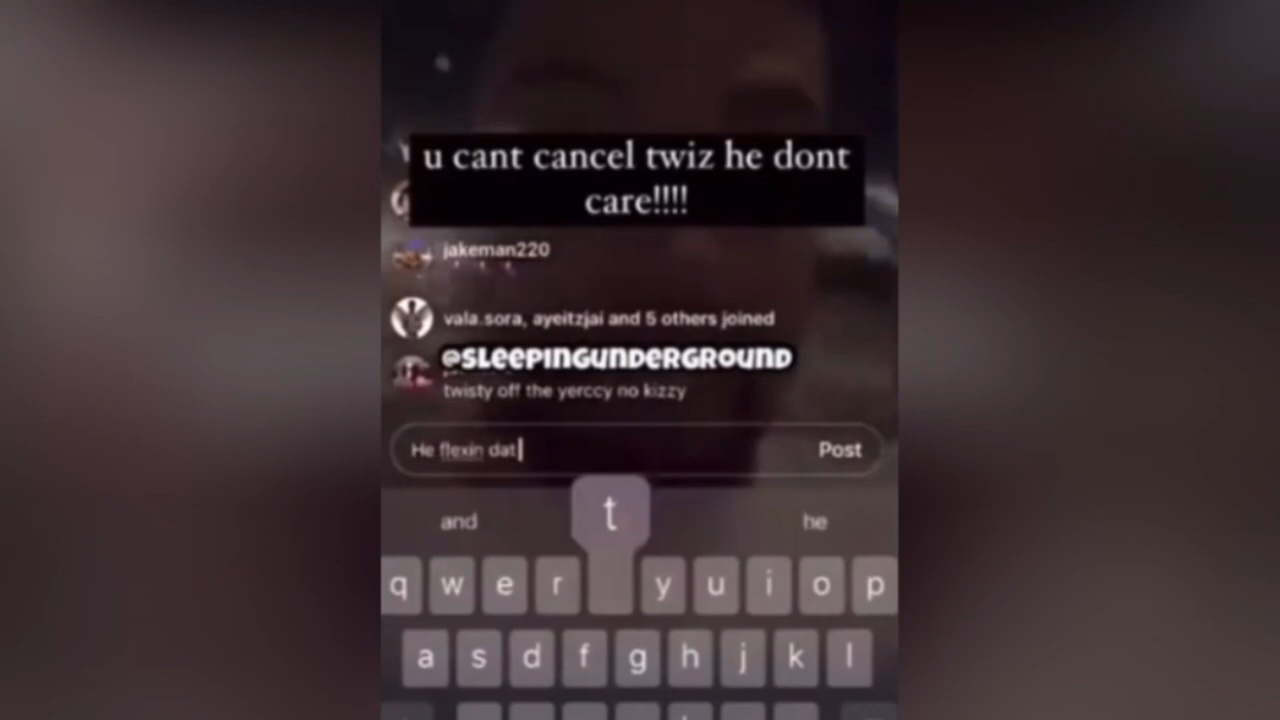 u cant cancel twiz he dont
care!!!!
jakeman220
vala.sora, ayeitzjai and 5 others joined
@SLEEPINGUNDERGROUND
twisty off the yerccy no kizzy
He flexin dat
Post
and
he
t
q w e r y u i o p
a s d f g h j k l